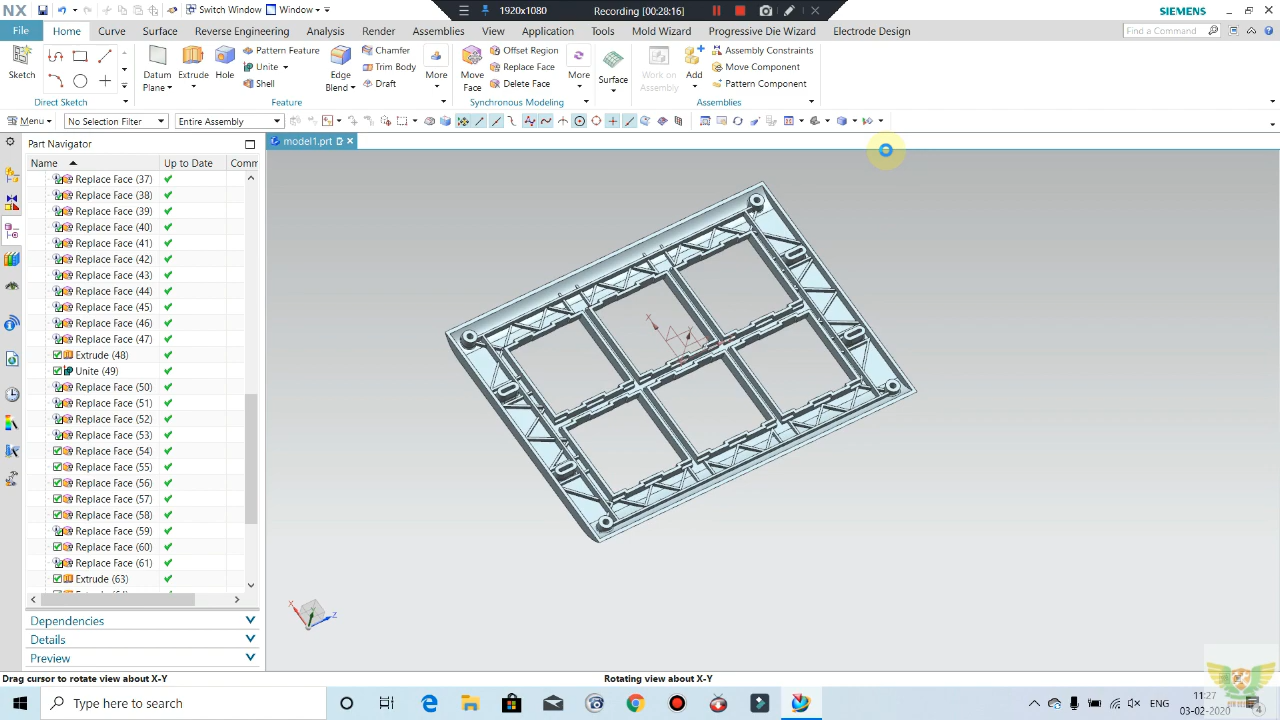 NX
Switch Window
Window
1920x1080
Recording [00:28:16]
SIEMENS
File
Home
Curve
Surface
Reverse Engineering
Analysis
Render
Assemblies
View
Application
Tools
Mold Wizard
Progressive Die Wizard
Electrode Design
Find a Command
Sketch
Direct Sketch
Datum Plane
Extrude
Hole
Pattern Feature
Unite
Shell
Edge Blend
Chamfer
Trim Body
Draft
More
Feature
Move Face
Offset Region
Replace Face
Delete Face
More
Synchronous Modeling
Surface
Work on Assembly
Add
Assembly Constraints
Move Component
Pattern Component
Assemblies
Menu
No Selection Filter
Entire Assembly
Part Navigator
model1.prt
Name
Up to Date
Comm
Replace Face (37)
Replace Face (38)
Replace Face (39)
Replace Face (40)
Replace Face (41)
Replace Face (42)
Replace Face (43)
Replace Face (44)
Replace Face (45)
Replace Face (46)
Replace Face (47)
Extrude (48)
Unite (49)
Replace Face (50)
Replace Face (51)
Replace Face (52)
Replace Face (53)
Replace Face (54)
Replace Face (55)
Replace Face (56)
Replace Face (57)
Replace Face (58)
Replace Face (59)
Replace Face (60)
Replace Face (61)
Extrude (63)
Dependencies
Details
Preview
X
Y
X
Z
Drag cursor to rotate view about X-Y
Rotating view about X-Y
Type here to search
ENG
11:27
03-02-2020
4